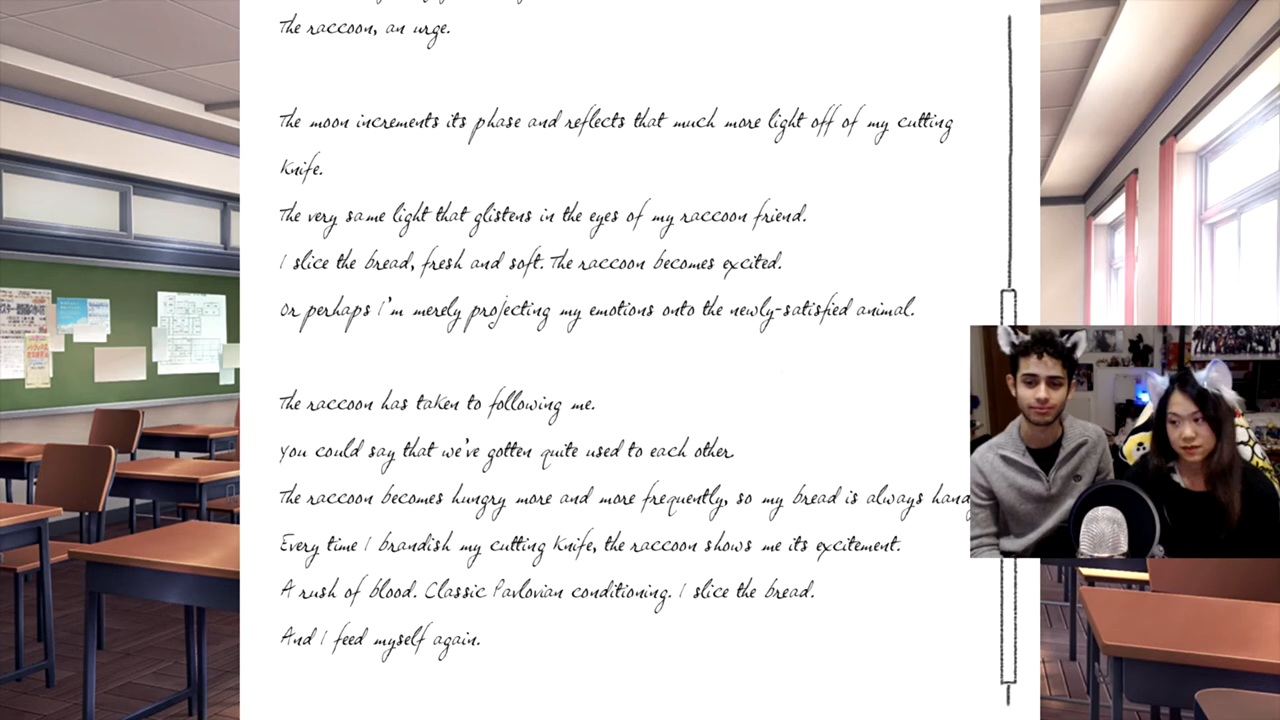 The raccoon, an urge.
The moon increments its phase and reflects that much more light off of my cutting
knife.
The very same light that glistens in the eyes of my raccoon friend.
I slice the bread, fresh and soft. The raccoon becomes excited.
Or perhaps I'm merely projecting my emotions onto the newly-satisfied animal.
The raccoon has taken to following me.
You could say that we've gotten quite used to each other
The raccoon becomes hungry more and more frequently, so my bread is always
Every time I brandish my cutting knife, the raccoon shows me its excitement.
A rush of blood. Classic Pavlovian conditioning. I slice the bread.
And I feed myself again.